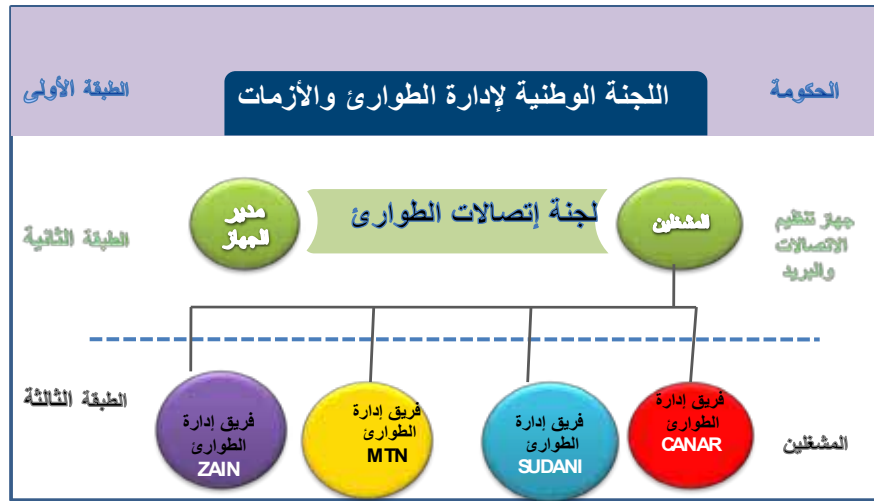 الحكومة
اللجنة الوطنية لإدارة الطوارئ والأزمات
الطبقة الأولى
جهاز تنظيم
الاتصالات
والبريد
المشغلين
لجنة إتصالات الطوارئ
مدير
الجهاز
الطبقة الثانية
المشغلين
فريق إدارة
الطوارئ
CANAR
فريق إدارة
الطوارئ
SUDANI
فريق إدارة
الطوارئ
MTN
فريق إدارة
الطوارئ
ZAIN
الطبقة الثالثة